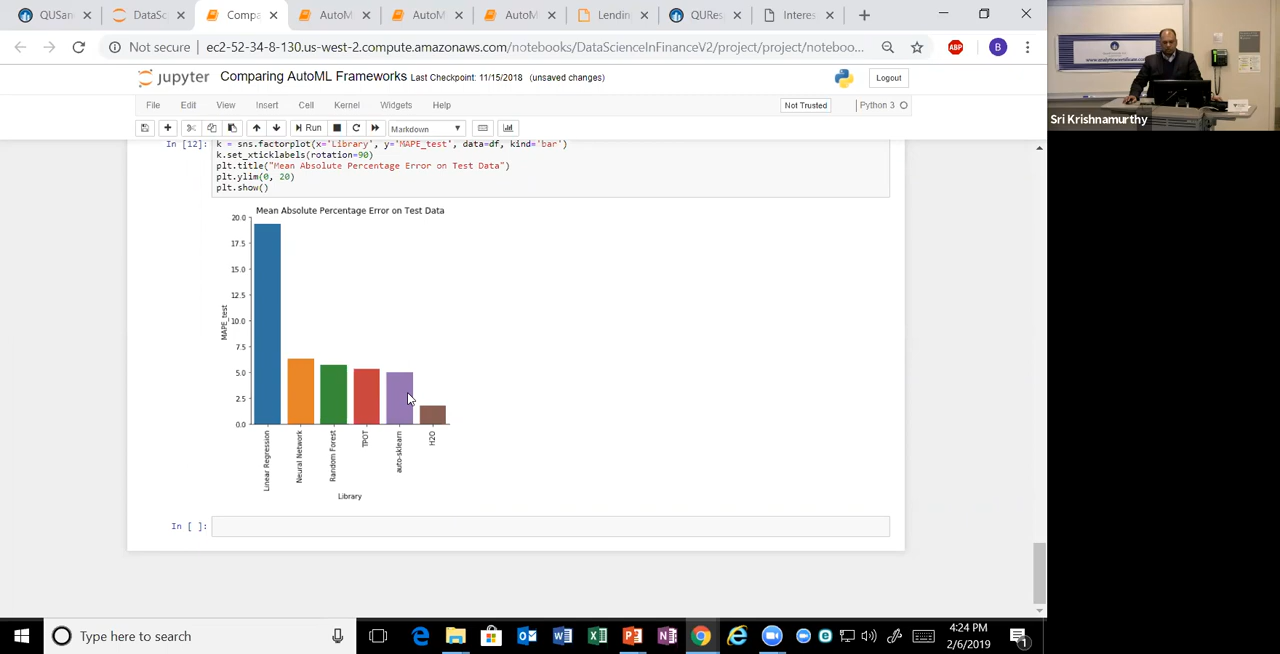 QUSan
DataSc
Compa
AutoM
AutoM
AutoM
Lendin
QURes
Interes
Not secure
ec2-52-34-8-130.us-west-2.compute.amazonaws.com/notebooks/DataScienceInFinanceV2/project/project/noteboo...
ABP
B
jupyter Comparing AutoML Frameworks Last Checkpoint: 11/15/2018 (unsaved changes)
Logout
File Edit View Insert Cell Kernel Widgets Help
Not Trusted
Python 3
Run
Markdown
In [12]: k = sns.factorplot(x='Library', y='MAPE_test', data=df, kind='bar')
k.set_xticklabels(rotation=90)
plt.title("Mean Absolute Percentage Error on Test Data")
plt.ylim(0, 20)
plt.show()
Mean Absolute Percentage Error on Test Data
20.0
17.5
15.0
12.5
10.0
7.5
5.0
2.5
0.0
MAPE_test
Linear Regression
Neural Network
Random Forest
TPOT
auto-sklearn
H2O
Library
In [ ]:
Sri Krishnamurthy
Type here to search
4:24 PM
2/6/2019
1